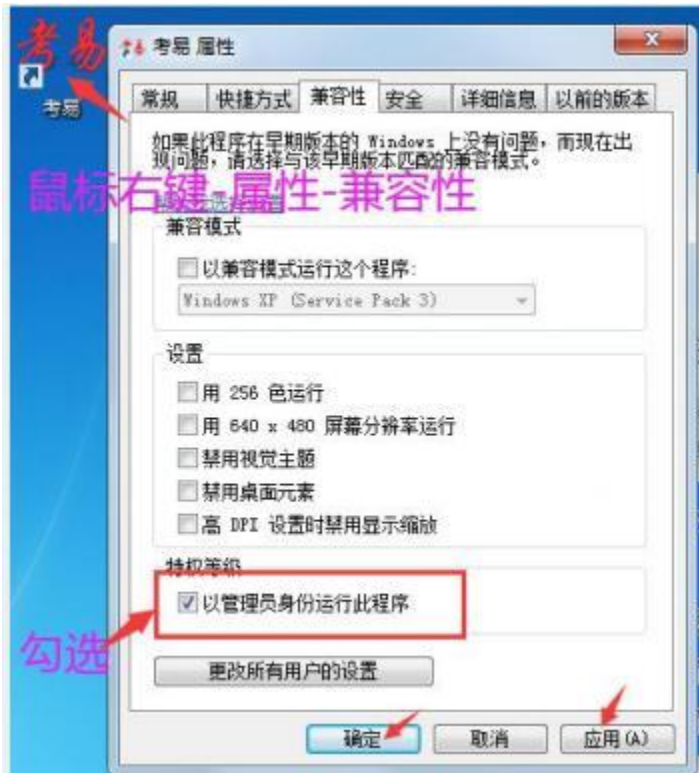 考易
考易
考易 属性
常规 快捷方式 兼容性 安全 详细信息 以前的版本
如果此程序在早期版本的 Windows 上没有问题，而现在出
现问题，请选择与该早期版本匹配的兼容模式。
鼠标右键-属性-兼容性
兼容模式
以兼容模式运行这个程序:
Windows XP (Service Pack 3)
设置
用 256 色运行
用 640 x 480 屏幕分辨率运行
禁用视觉主题
禁用桌面元素
高 DPI 设置时禁用显示缩放
特权等级
以管理员身份运行此程序
勾选
更改所有用户的设置
确定 取消 应用(A)